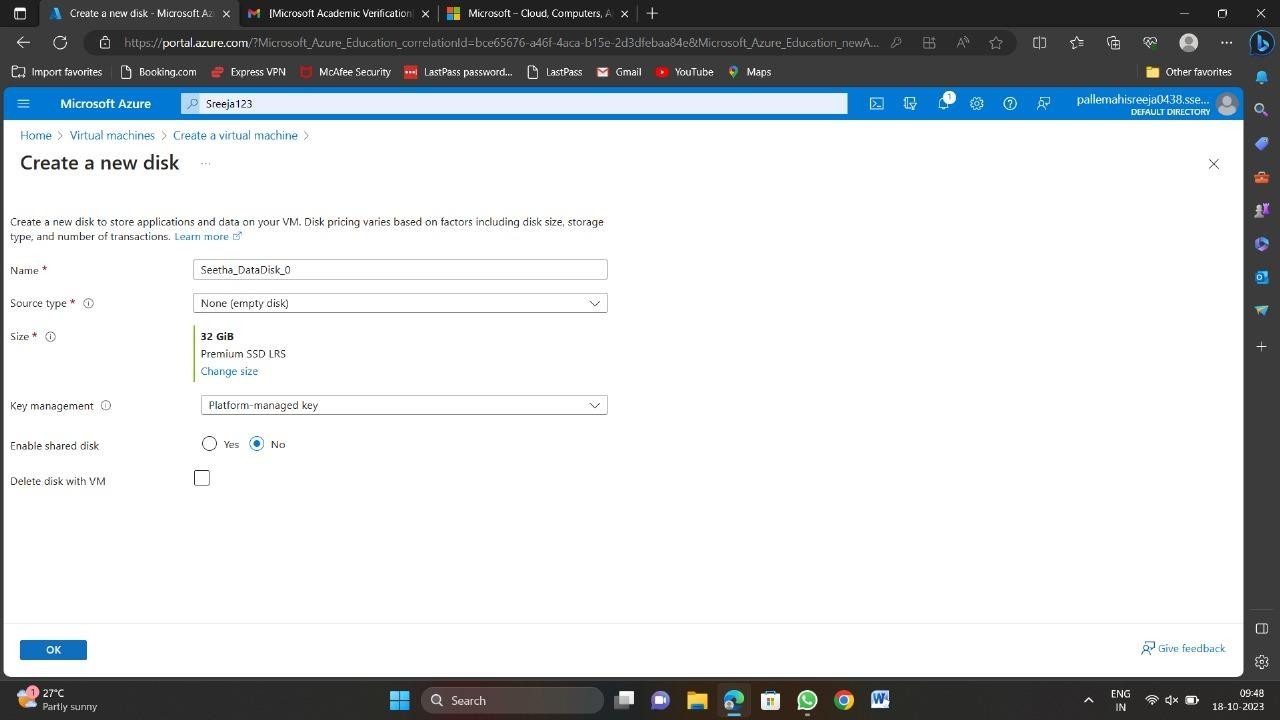 Create a new disk - Microsoft Az
[Microsoft Academic Verification]
Microsoft – Cloud, Computers, A
https://portal.azure.com/?Microsoft_Azure_Education_correlationId=bce65676-a46f-4aca-b15e-2d3dfebaa84e&Microsoft_Azure_Education_newA...
Import favorites
Booking.com
Express VPN
McAfee Security
LastPass password...
LastPass
Gmail
YouTube
Maps
Other favorites
Microsoft Azure
Sreeja123
1
pallemahisreeja0438.sse...
DEFAULT DIRECTORY
Home > Virtual machines > Create a virtual machine >
Create a new disk ...
Create a new disk to store applications and data on your VM. Disk pricing varies based on factors including disk size, storage
type, and number of transactions. Learn more
Name *
Seetha_DataDisk_0
Source type *
None (empty disk)
Size *
32 GiB
Premium SSD LRS
Change size
Key management
Platform-managed key
Enable shared disk
Yes No
Delete disk with VM
OK
Give feedback
1
27°C
Partly sunny
Search
ENG
IN
09:48
18-10-2023